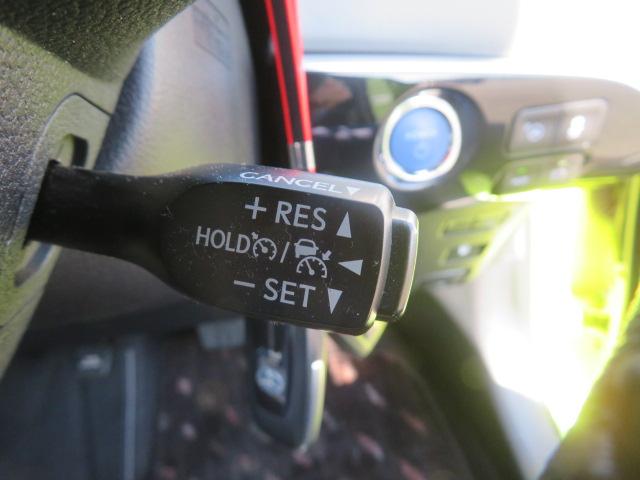 CANCEL
+ RES
HOLD /
− SET